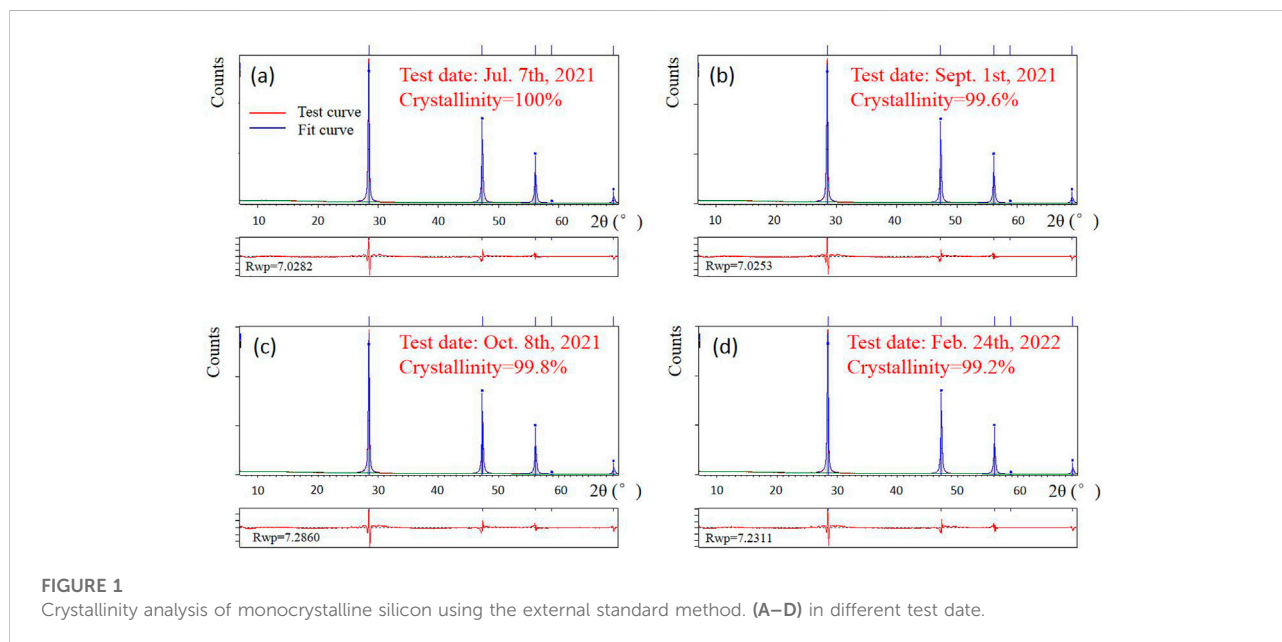 (a)
Test date: Jul. 7th, 2021
Crystallinity=100%
Counts
Test curve
Fit curve
10 20 30 40 50 60 2θ (° )
Rwp=7.0282
(b)
Test date: Sept. 1st, 2021
Crystallinity=99.6%
Counts
10 20 30 40 50 60 2θ (° )
Rwp=7.0253
(c)
Test date: Oct. 8th, 2021
Crystallinity=99.8%
Counts
10 20 30 40 50 60 2θ (° )
Rwp=7.2860
(d)
Test date: Feb. 24th, 2022
Crystallinity=99.2%
Counts
10 20 30 40 50 60 2θ (° )
Rwp=7.2311
FIGURE 1
Crystallinity analysis of monocrystalline silicon using the external standard method. (A–D) in different test date.